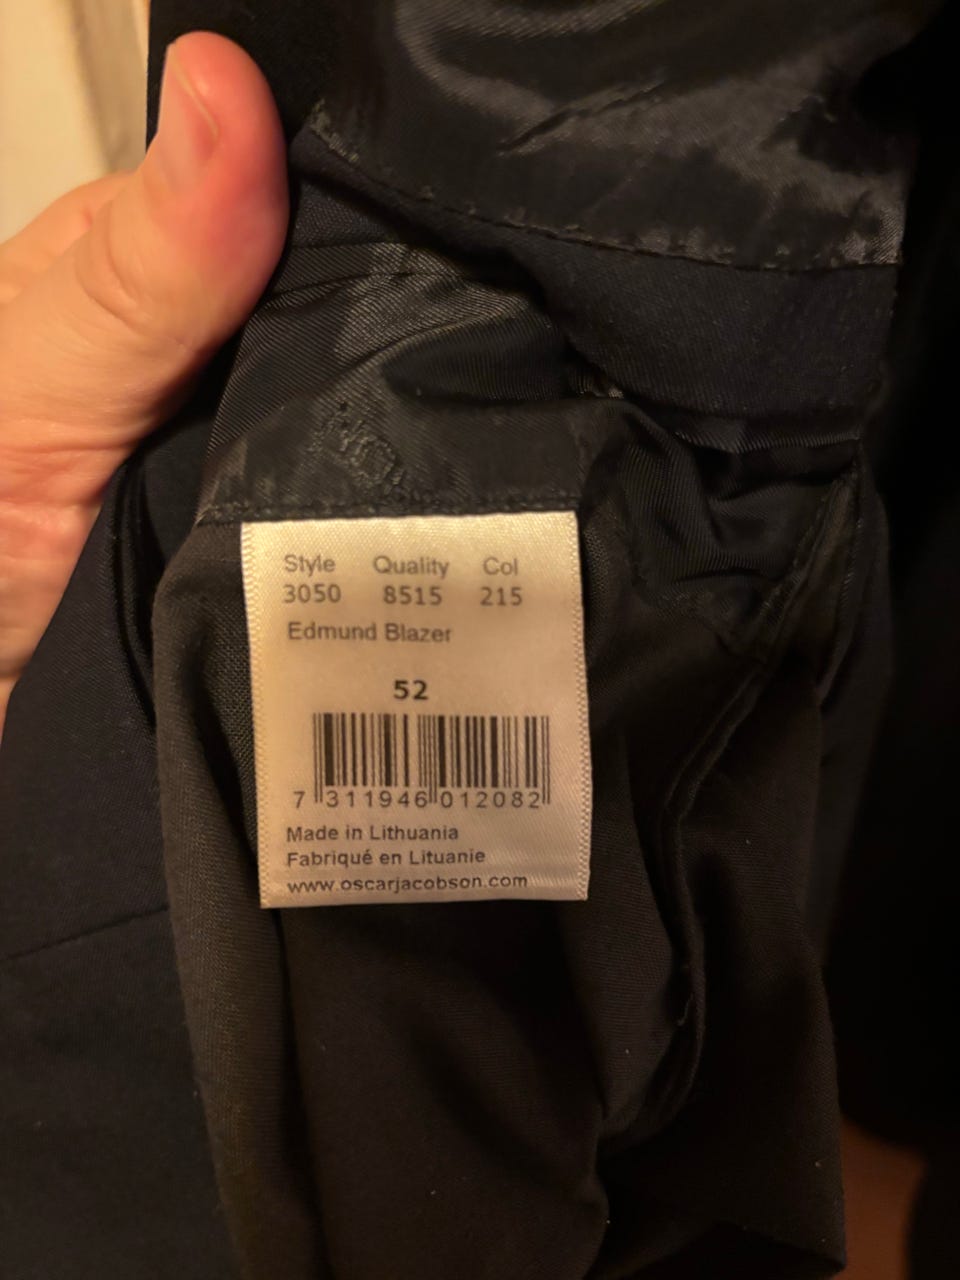 Style Quality Col
3050 8515 215
Edmund Blazer
52
7 311946 012082
Made in Lithuania
Fabriqué en Lituanie
www.oscarjacobson.com